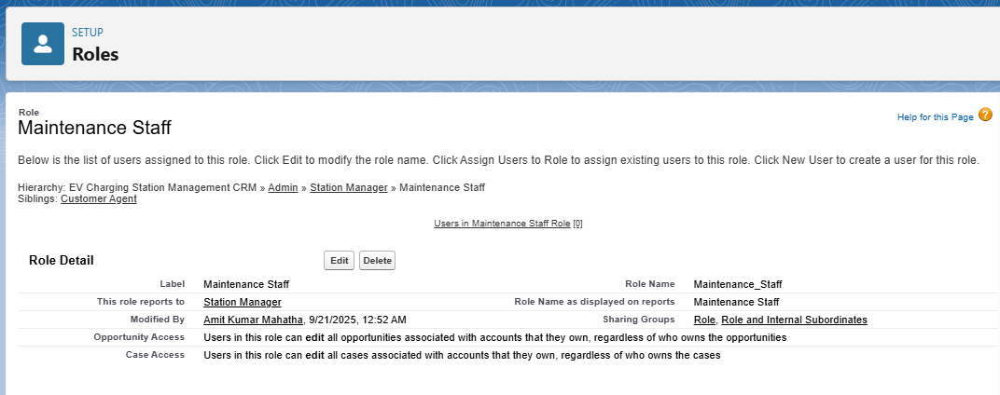 SETUP
Roles
Role
Maintenance Staff
Help for this Page ?
Below is the list of users assigned to this role. Click Edit to modify the role name. Click Assign Users to Role to assign existing users to this role. Click New User to create a user for this role.
Hierarchy: EV Charging Station Management CRM » Admin » Station Manager » Maintenance Staff
Siblings: Customer Agent
Users in Maintenance Staff Role [0]
Role Detail Edit Delete
Label Maintenance Staff Role Name Maintenance_Staff
This role reports to Station Manager Role Name as displayed on reports Maintenance Staff
Modified By Amit Kumar Mahatha, 9/21/2025, 12:52 AM Sharing Groups Role, Role and Internal Subordinates
Opportunity Access Users in this role can edit all opportunities associated with accounts that they own, regardless of who owns the opportunities
Case Access Users in this role can edit all cases associated with accounts that they own, regardless of who owns the cases